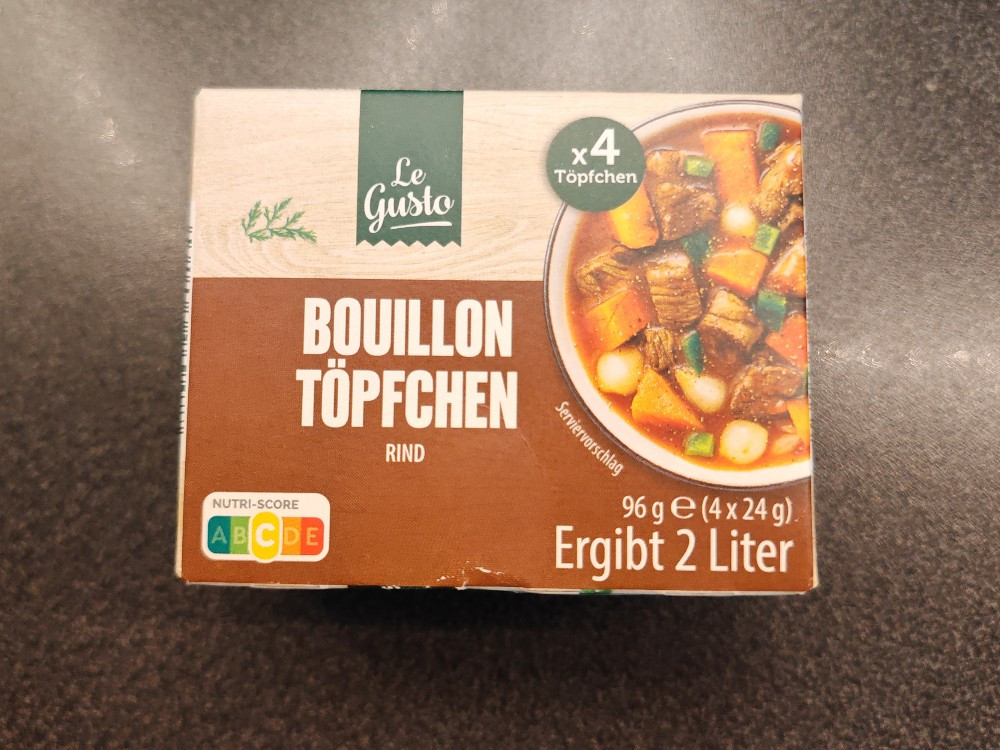 Le
Gusto
x4
Töpfchen
BOUILLON
TÖPFCHEN
RIND
Serviervorschlag
NUTRI-SCORE
A B C D E
96 g ℮ (4 x 24 g)
Ergibt 2 Liter